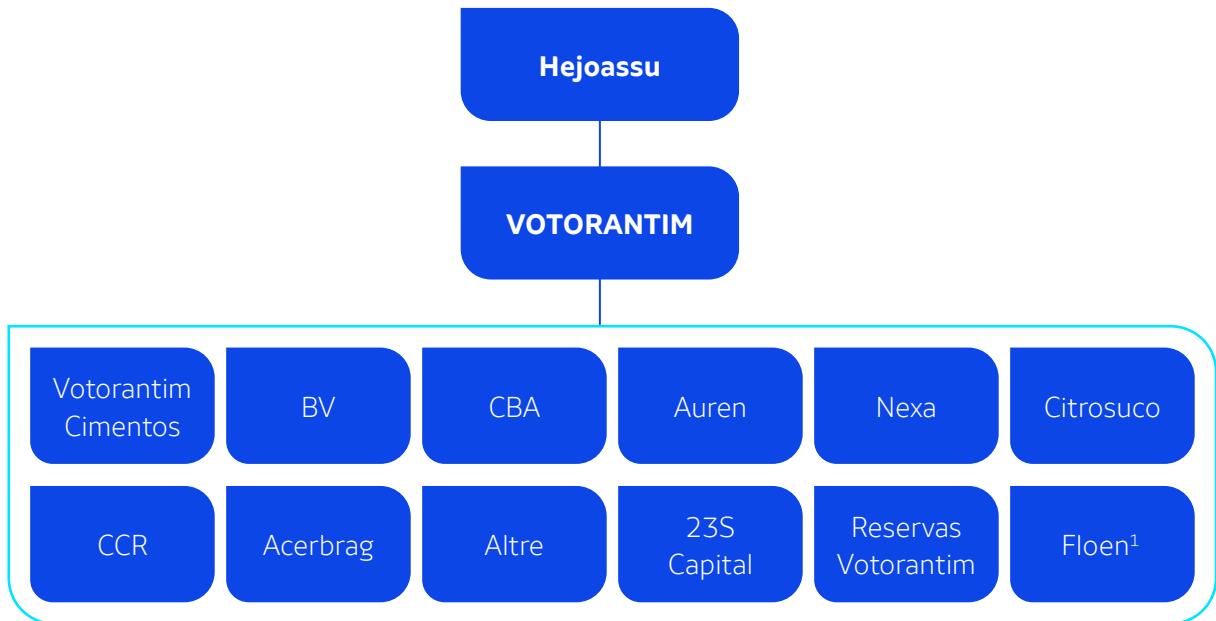 Hejoassu
VOTORANTIM
Votorantim
Cimentos
BV
CBA
Auren
Nexa
Citrosuco
CCR
Acerbrag
Altre
23S
Capital
Reservas
Votorantim
Floen¹